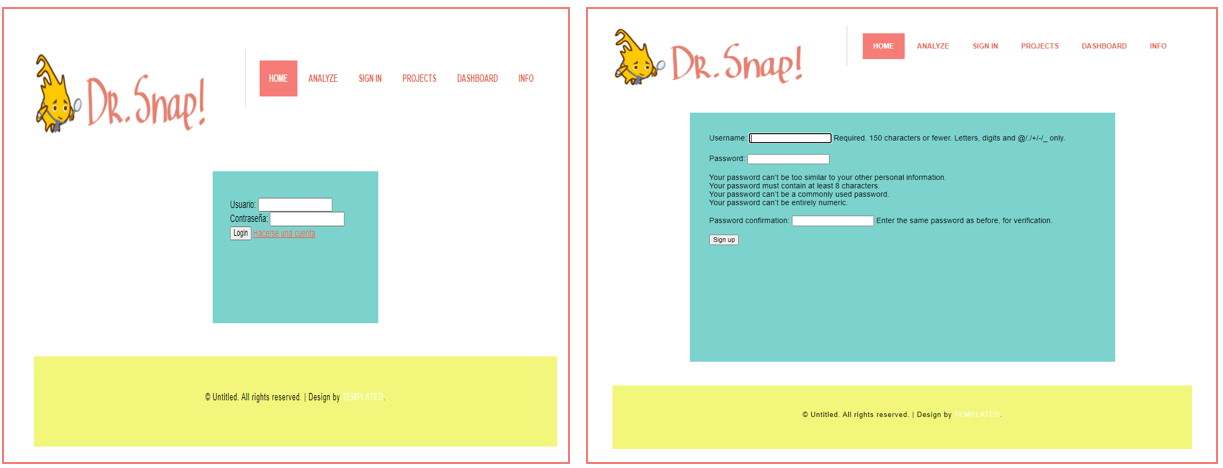 Dr. Snap!
HOME ANALYZE SIGN IN PROJECTS DASHBOARD INFO
Usuario:
Contraseña:
Login Hacerse una cuenta
© Untitled. All rights reserved. | Design by TEMPLATED.
Dr. Snap!
HOME ANALYZE SIGN IN PROJECTS DASHBOARD INFO
Username: Required. 150 characters or fewer. Letters, digits and @/./+/-/_ only.
Password:
Your password can't be too similar to your other personal information.
Your password must contain at least 8 characters.
Your password can't be a commonly used password.
Your password can't be entirely numeric.
Password confirmation: Enter the same password as before, for verification.
Sign up
© Untitled. All rights reserved. | Design by TEMPLATED.